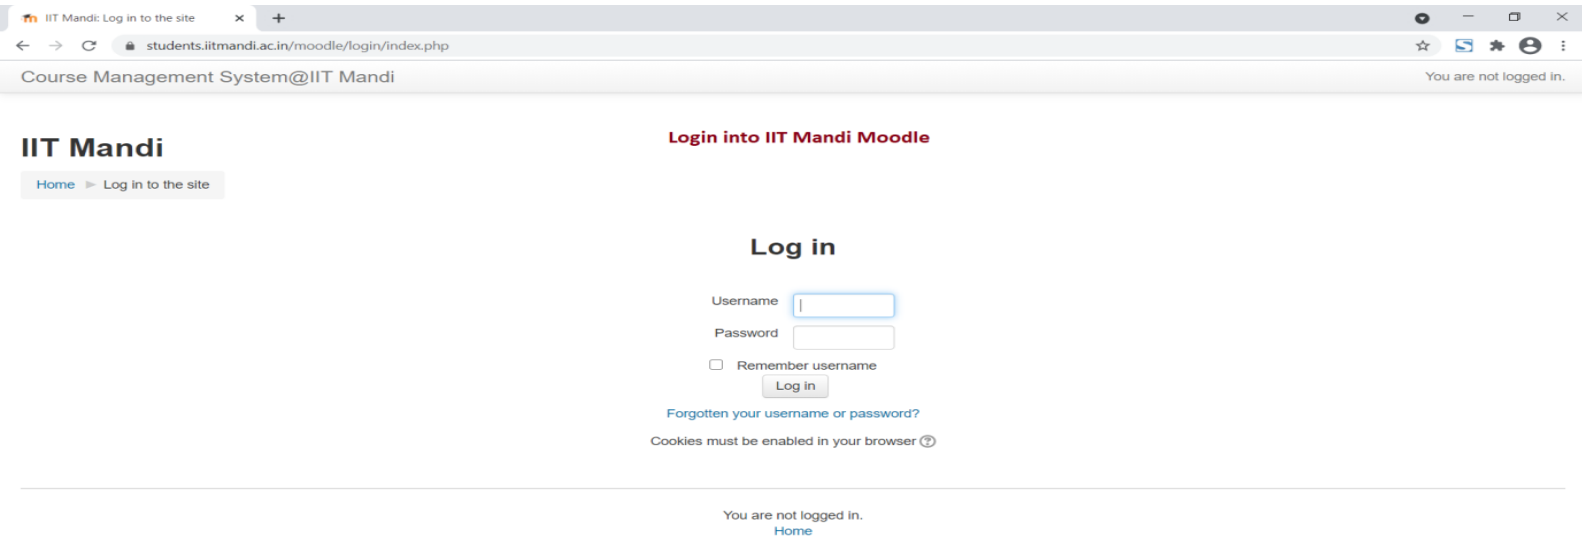 IIT Mandi: Log in to the site
students.iitmandi.ac.in/moodle/login/index.php
Course Management System@IIT Mandi
You are not logged in.
IIT Mandi
Login into IIT Mandi Moodle
Home ► Log in to the site
Log in
Username
Password
Remember username
Log in
Forgotten your username or password?
Cookies must be enabled in your browser ?
You are not logged in.
Home